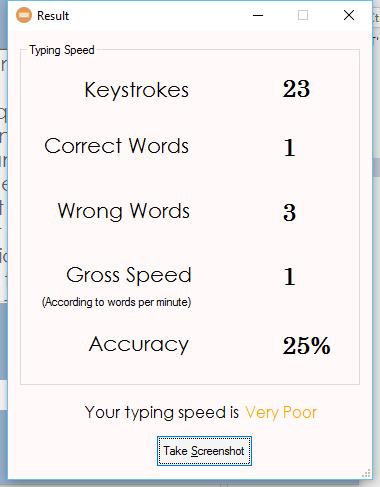 Result
Typing Speed
Keystrokes 23
Correct Words 1
Wrong Words 3
Gross Speed 1
(According to words per minute)
Accuracy 25%
Your typing speed is Very Poor
Take Screenshot